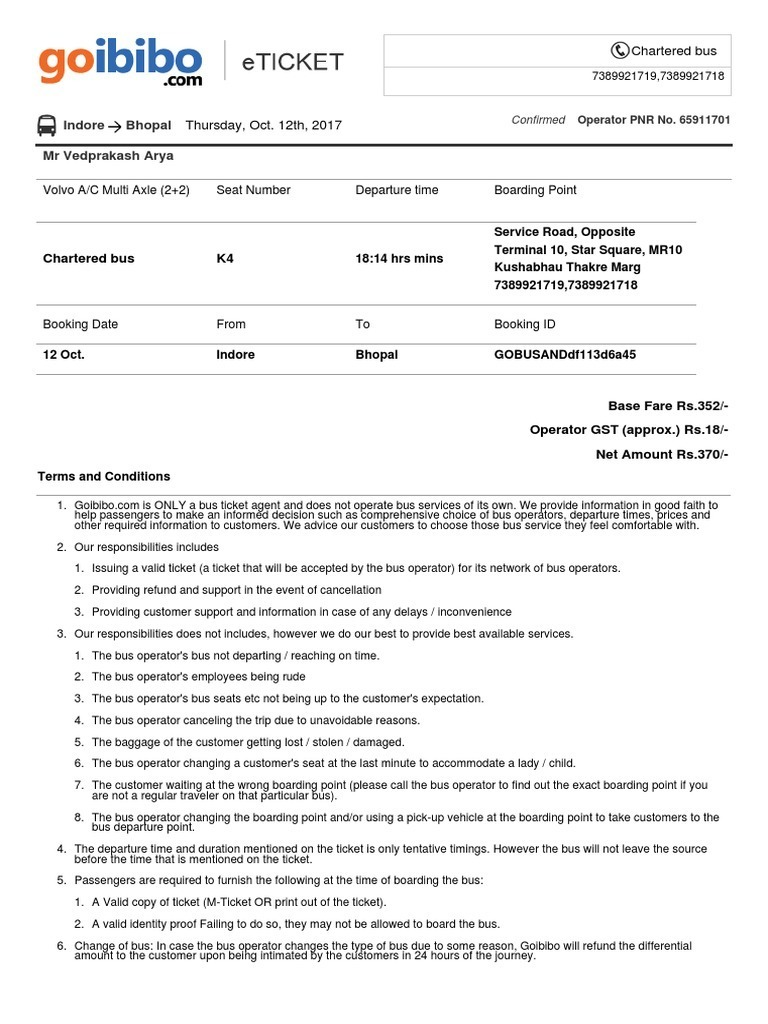 goibibo.com
eTICKET
Chartered bus
7389921719,7389921718
Indore → Bhopal Thursday, Oct. 12th, 2017
Confirmed Operator PNR No. 65911701
Mr Vedprakash Arya
Volvo A/C Multi Axle (2+2) Seat Number Departure time Boarding Point
Service Road, Opposite
Terminal 10, Star Square, MR10
Chartered bus K4 18:14 hrs mins
Kushabhau Thakre Marg
7389921719,7389921718
Booking Date From To Booking ID
12 Oct. Indore Bhopal GOBUSANDdf113d6a45
Base Fare Rs.352/-
Operator GST (approx.) Rs.18/-
Net Amount Rs.370/-
Terms and Conditions
1. Goibibo.com is ONLY a bus ticket agent and does not operate bus services of its own. We provide information in good faith to
help passengers to make an informed decision such as comprehensive choice of bus operators, departure times, prices and
other required information to customers. We advice our customers to choose those bus service they feel comfortable with.
2. Our responsibilities includes
1. Issuing a valid ticket (a ticket that will be accepted by the bus operator) for its network of bus operators.
2. Providing refund and support in the event of cancellation
3. Providing customer support and information in case of any delays / inconvenience
3. Our responsibilities does not includes, however we do our best to provide best available services.
1. The bus operator's bus not departing / reaching on time.
2. The bus operator's employees being rude
3. The bus operator's bus seats etc not being up to the customer's expectation.
4. The bus operator canceling the trip due to unavoidable reasons.
5. The baggage of the customer getting lost / stolen / damaged.
6. The bus operator changing a customer's seat at the last minute to accommodate a lady / child.
7. The customer waiting at the wrong boarding point (please call the bus operator to find out the exact boarding point if you
are not a regular traveler on that particular bus).
8. The bus operator changing the boarding point and/or using a pick-up vehicle at the boarding point to take customers to the
bus departure point.
4. The departure time and duration mentioned on the ticket is only tentative timings. However the bus will not leave the source
before the time that is mentioned on the ticket.
5. Passengers are required to furnish the following at the time of boarding the bus:
1. A Valid copy of ticket (M-Ticket OR print out of the ticket).
2. A valid identity proof Failing to do so, they may not be allowed to board the bus.
6. Change of bus: In case the bus operator changes the type of bus due to some reason, Goibibo will refund the differential
amount to the customer upon being intimated by the customers in 24 hours of the journey.